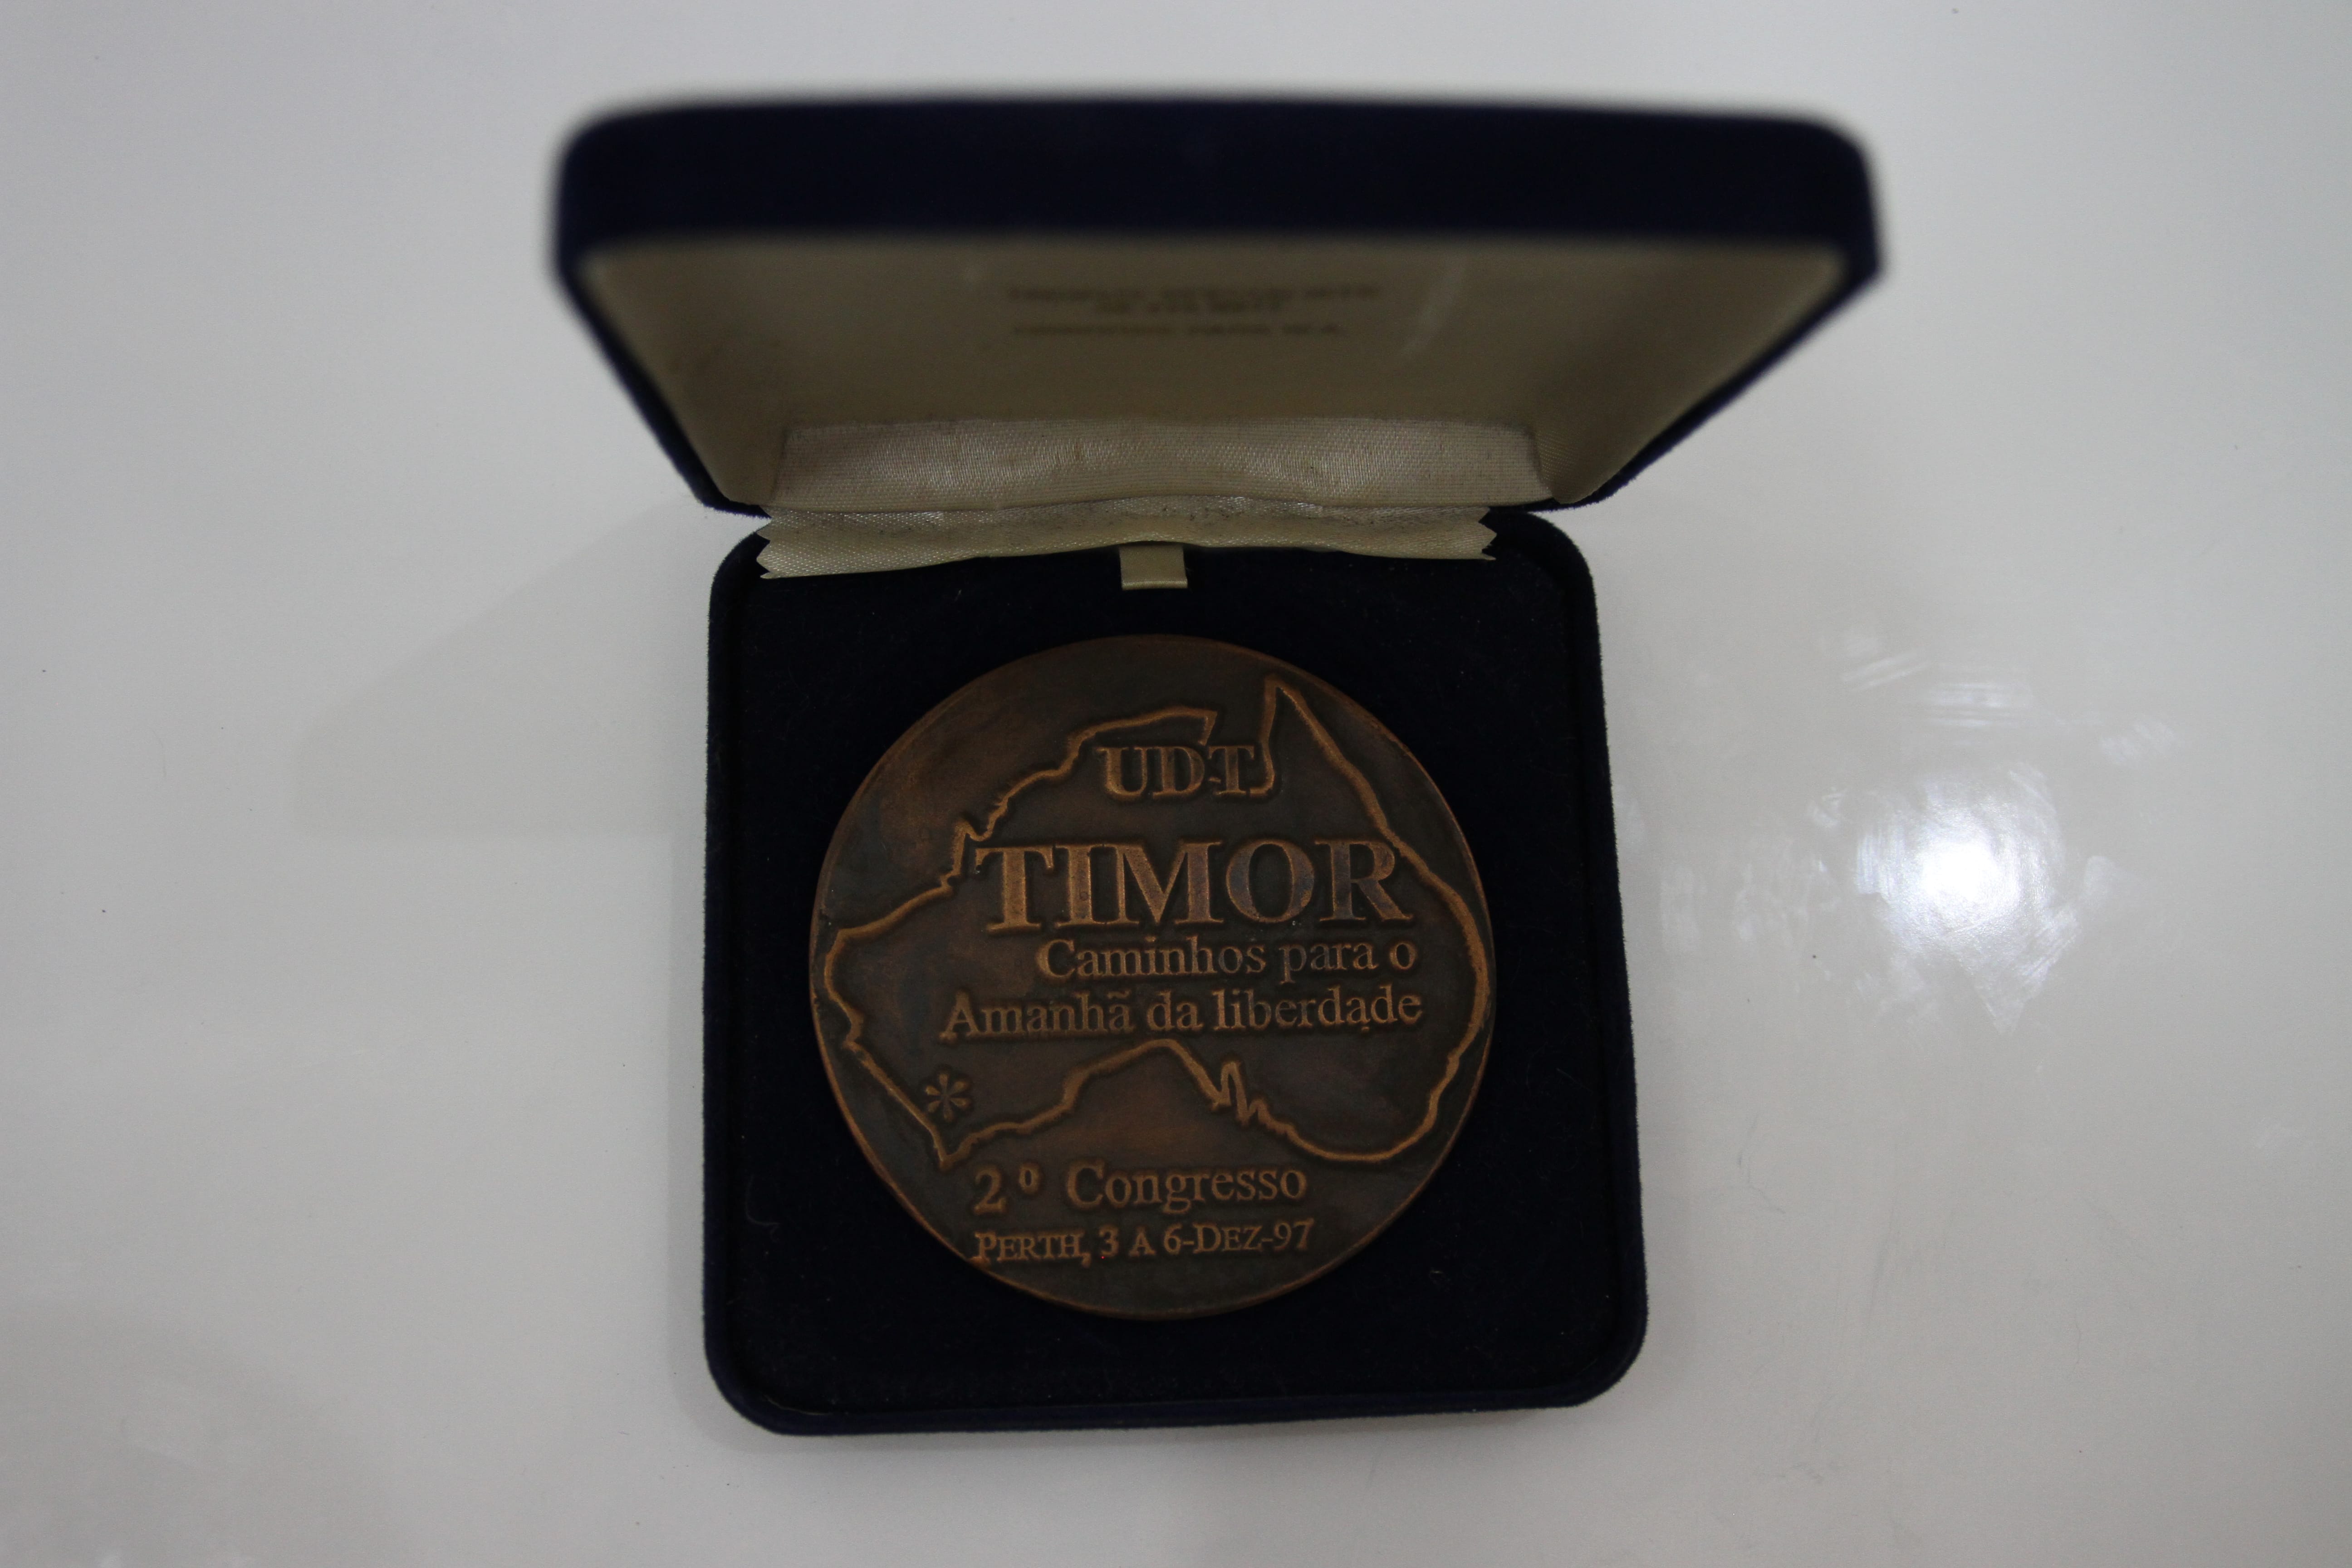 UDT
TIMOR
Caminhos para o
Amanhã da liberdade
2º Congresso
PERTH, 3 A 6-DEZ-97